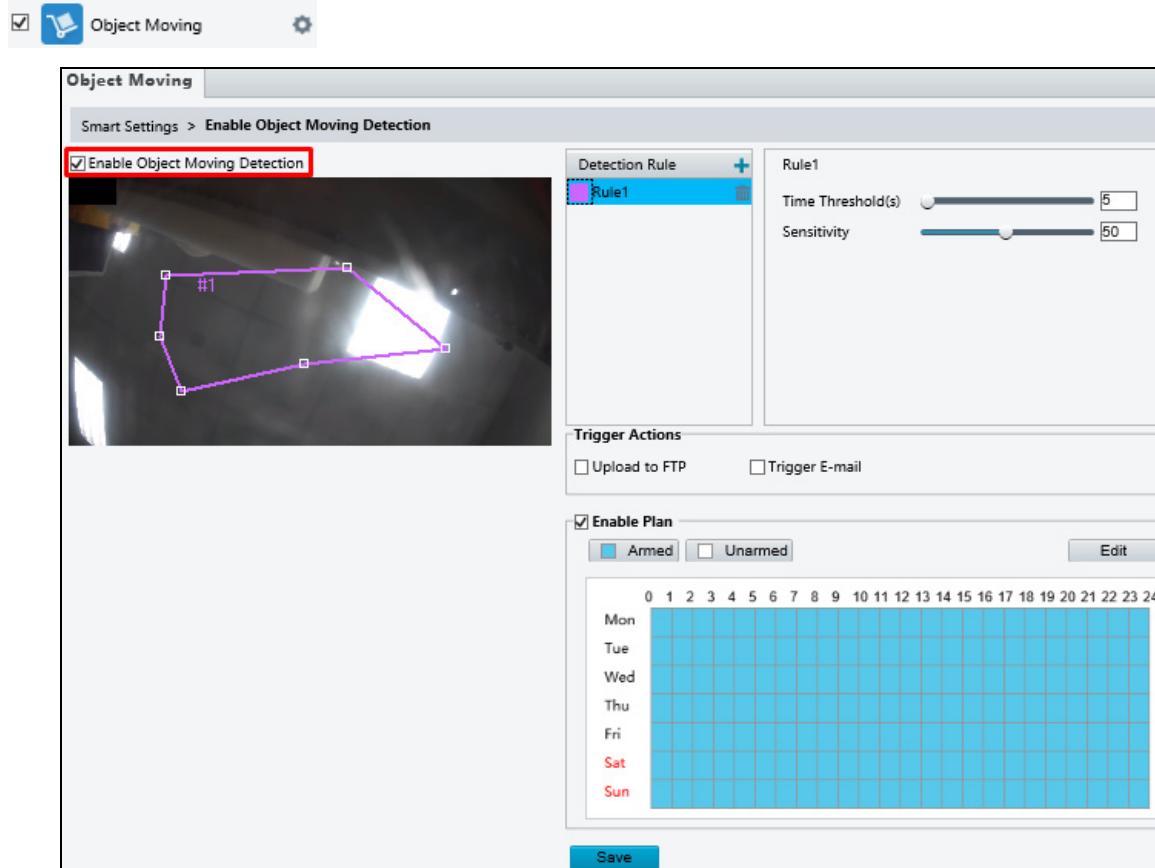 Object Moving
Object Moving
Smart Settings > Enable Object Moving Detection
Enable Object Moving Detection
#1
Detection Rule +
Rule1
Rule1
Time Threshold(s) 5
Sensitivity 50
Trigger Actions
Upload to FTP Trigger E-mail
Enable Plan
Armed Unarmed Edit
0 1 2 3 4 5 6 7 8 9 10 11 12 13 14 15 16 17 18 19 20 21 22 23 24
Mon
Tue
Wed
Thu
Fri
Sat
Sun
Save